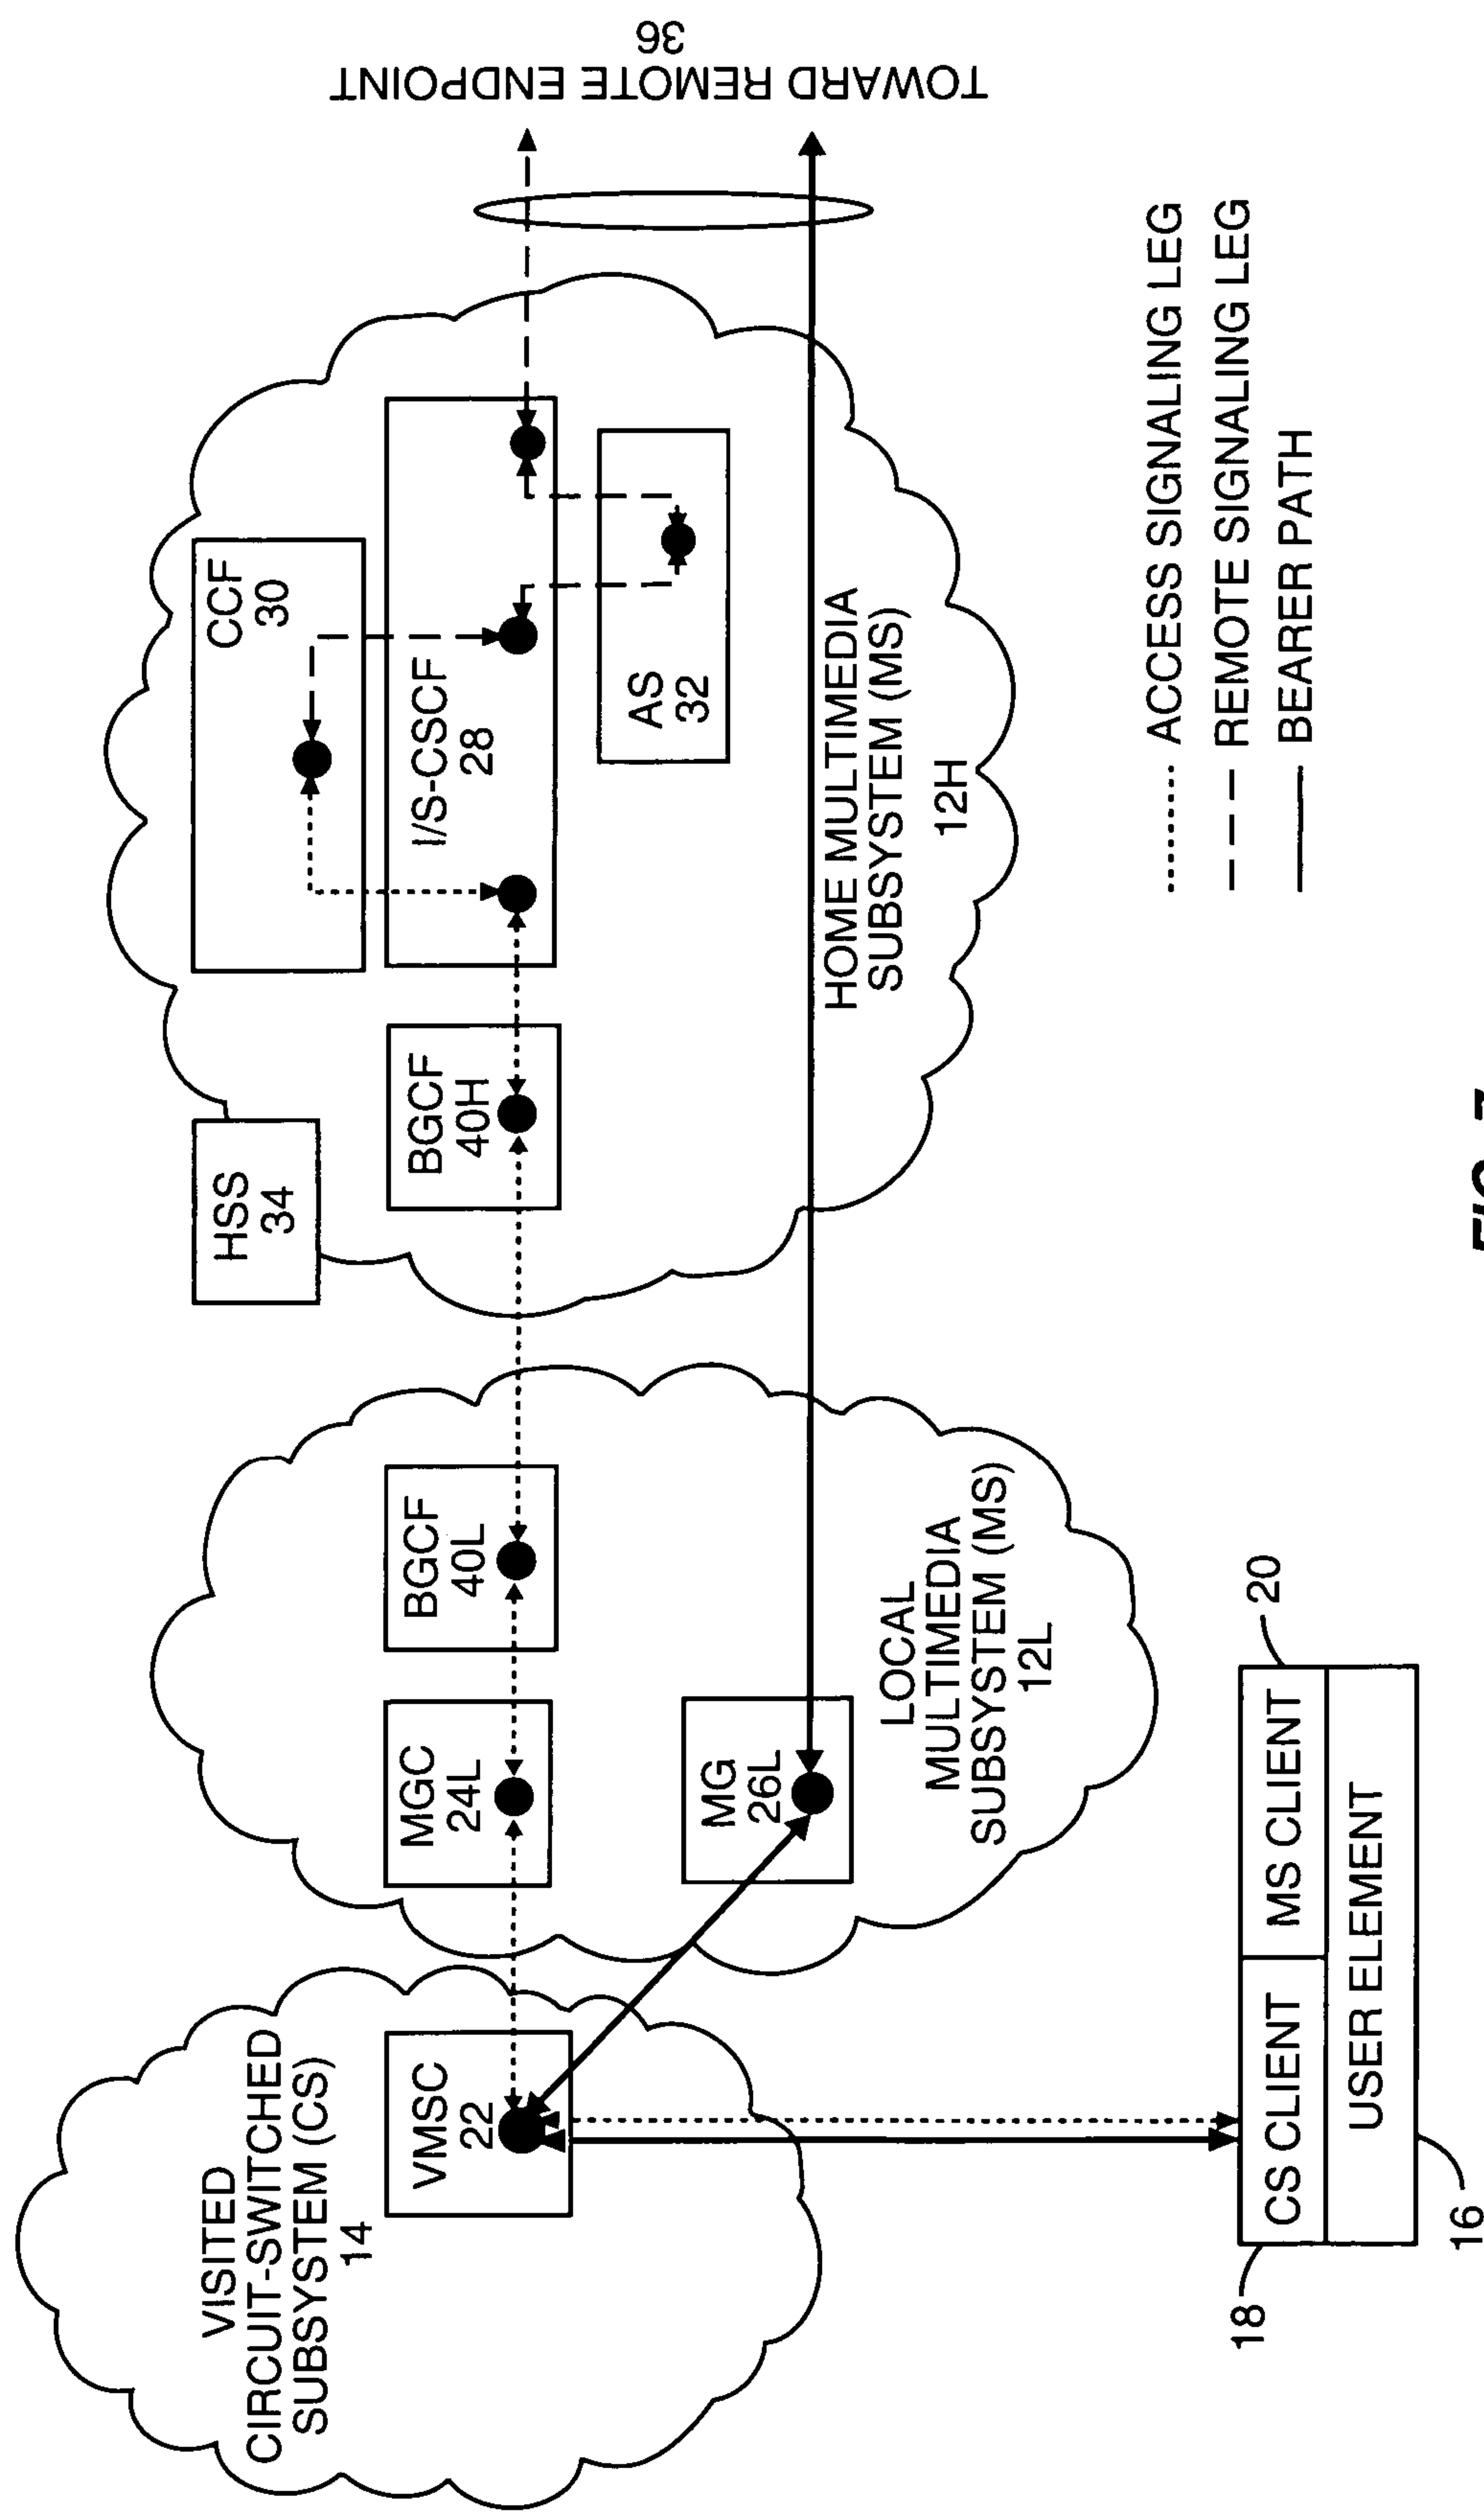 VISITED
CIRCUIT-SWITCHED
SUBSYSTEM (CS)
14
VMSC
22
MGC
24L
BGCF
40L
MG
26L
LOCAL
MULTIMEDIA
SUBSYSTEM (MS)
12L
HSS
34
BGCF
40H
CCF
30
I/S-CSCF
28
AS
32
HOME MULTIMEDIA
SUBSYSTEM (MS)
12H
TOWARD REMOTE ENDPOINT
36
18
CS CLIENT
MS CLIENT
20
USER ELEMENT
16
ACCESS SIGNALING LEG
REMOTE SIGNALING LEG
BEARER PATH